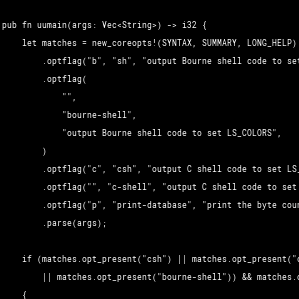 pub fn uumain(args: Vec<String>) -> i32 {
    let matches = new_coreopts!(SYNTAX, SUMMARY, LONG_HELP)
        .optflag("b", "sh", "output Bourne shell code to set
        .optflag(
            "",
            "bourne-shell",
            "output Bourne shell code to set LS_COLORS",
        )
        .optflag("c", "csh", "output C shell code to set LS_
        .optflag("", "c-shell", "output C shell code to set
        .optflag("p", "print-database", "print the byte coun
        .parse(args);
    if (matches.opt_present("csh") || matches.opt_present("c
        || matches.opt_present("bourne-shell")) && matches.o
    {